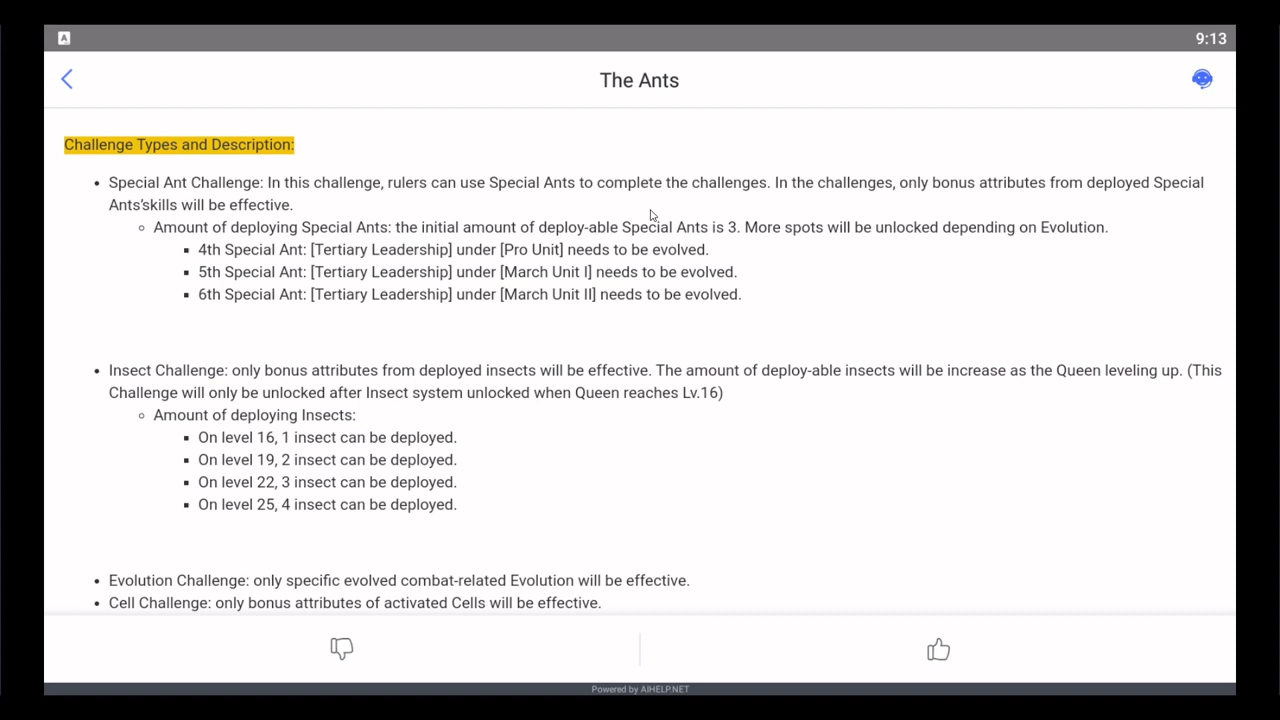 A
9:13
The Ants
Challenge Types and Description:
• Special Ant Challenge: In this challenge, rulers can use Special Ants to complete the challenges. In the challenges, only bonus attributes from deployed Special
Ants'skills will be effective.
○ Amount of deploying Special Ants: the initial amount of deploy-able Special Ants is 3. More spots will be unlocked depending on Evolution.
▪ 4th Special Ant: [Tertiary Leadership] under [Pro Unit] needs to be evolved.
▪ 5th Special Ant: [Tertiary Leadership] under [March Unit I] needs to be evolved.
▪ 6th Special Ant: [Tertiary Leadership] under [March Unit II] needs to be evolved.
• Insect Challenge: only bonus attributes from deployed insects will be effective. The amount of deploy-able insects will be increase as the Queen leveling up. (This
Challenge will only be unlocked after Insect system unlocked when Queen reaches Lv.16)
○ Amount of deploying Insects:
▪ On level 16, 1 insect can be deployed.
▪ On level 19, 2 insect can be deployed.
▪ On level 22, 3 insect can be deployed.
▪ On level 25, 4 insect can be deployed.
• Evolution Challenge: only specific evolved combat-related Evolution will be effective.
• Cell Challenge: only bonus attributes of activated Cells will be effective.
Powered by AIHELP.NET